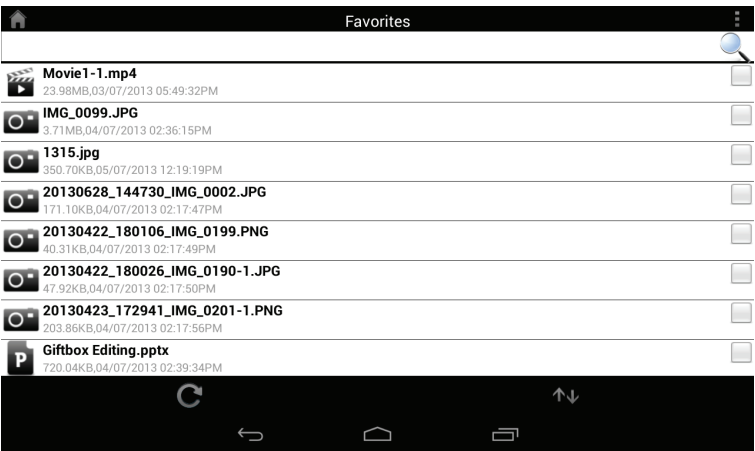 Favorites
Movie1-1.mp4
23.98MB,03/07/2013 05:49:32PM
IMG_0099.JPG
3.71MB,04/07/2013 02:36:15PM
1315.jpg
350.70KB,05/07/2013 12:19:19PM
20130628_144730_IMG_0002.JPG
171.10KB,04/07/2013 02:17:47PM
20130422_180106_IMG_0199.PNG
40.31KB,04/07/2013 02:17:49PM
20130422_180026_IMG_0190-1.JPG
47.92KB,04/07/2013 02:17:50PM
20130423_172941_IMG_0201-1.PNG
203.86KB,04/07/2013 02:17:56PM
P
Giftbox Editing.pptx
720.04KB,04/07/2013 02:39:34PM